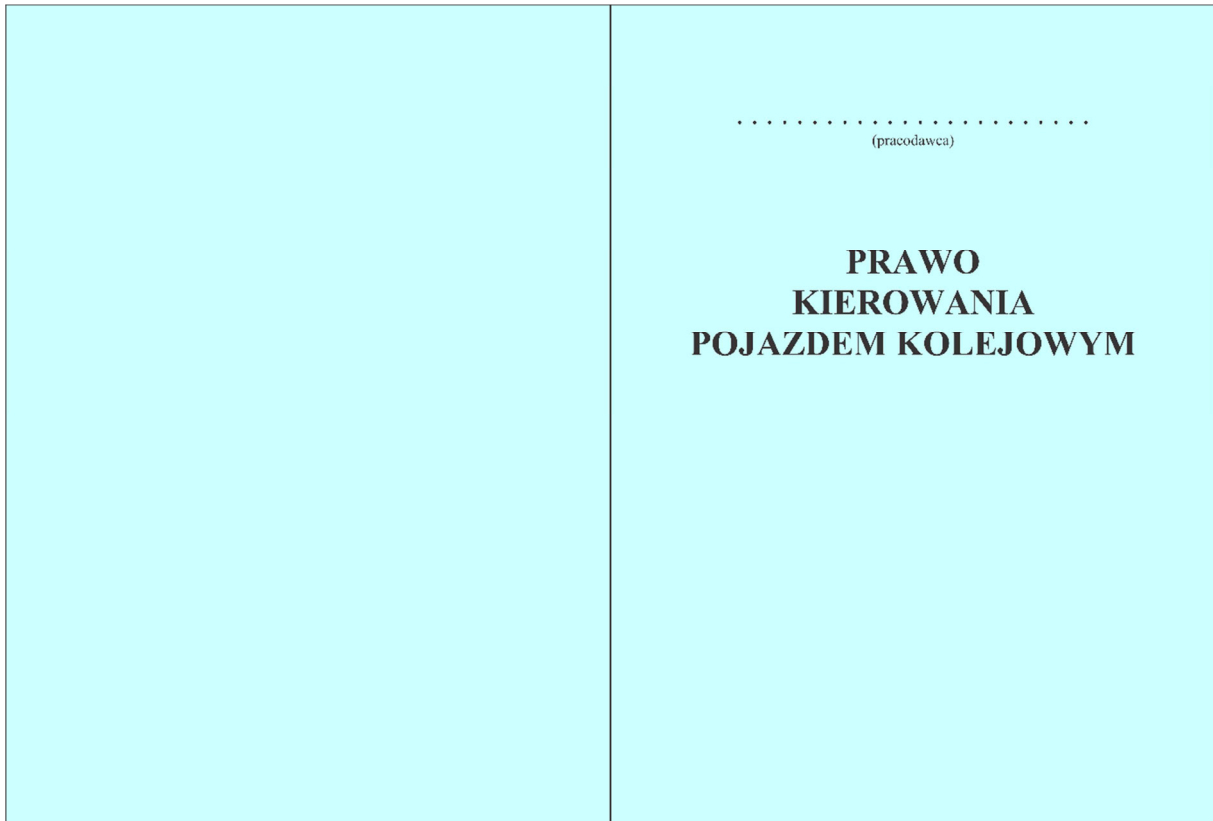 . . . . . . . . . . . . . . . . . . . . . . . .
(pracodawca)
PRAWO
KIEROWANIA
POJAZDEM KOLEJOWYM